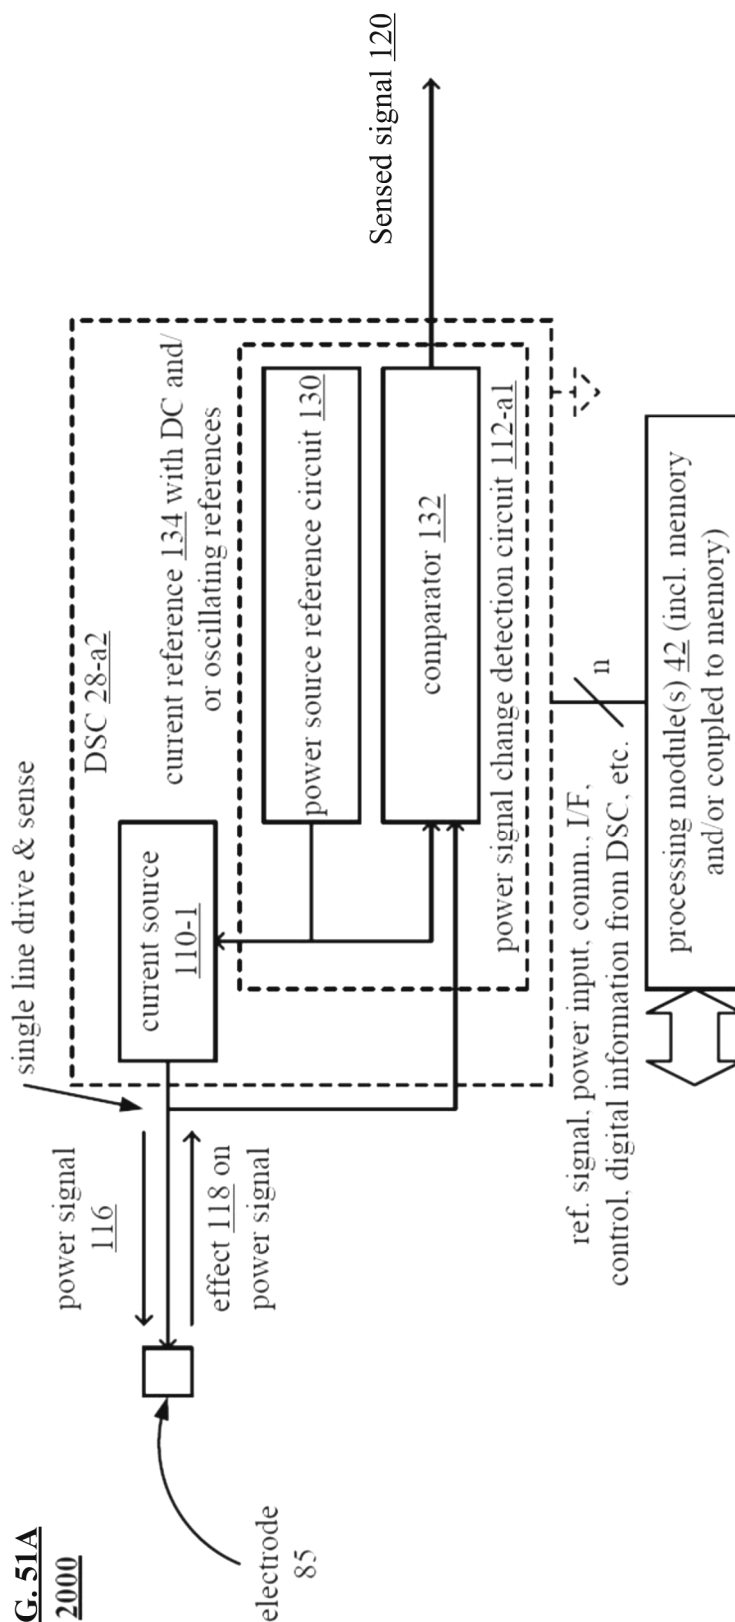 G. 51A
2000
electrode
85
power signal
116
effect 118 on
power signal
single line drive & sense
DSC 28-a2
current source
110-1
current reference 134 with DC and/
or oscillating references
power source reference circuit 130
comparator 132
power signal change detection circuit 112-a1
Sensed signal 120
ref. signal, power input, comm., I/F,
control, digital information from DSC, etc.
n
processing module(s) 42 (incl. memory
and/or coupled to memory)